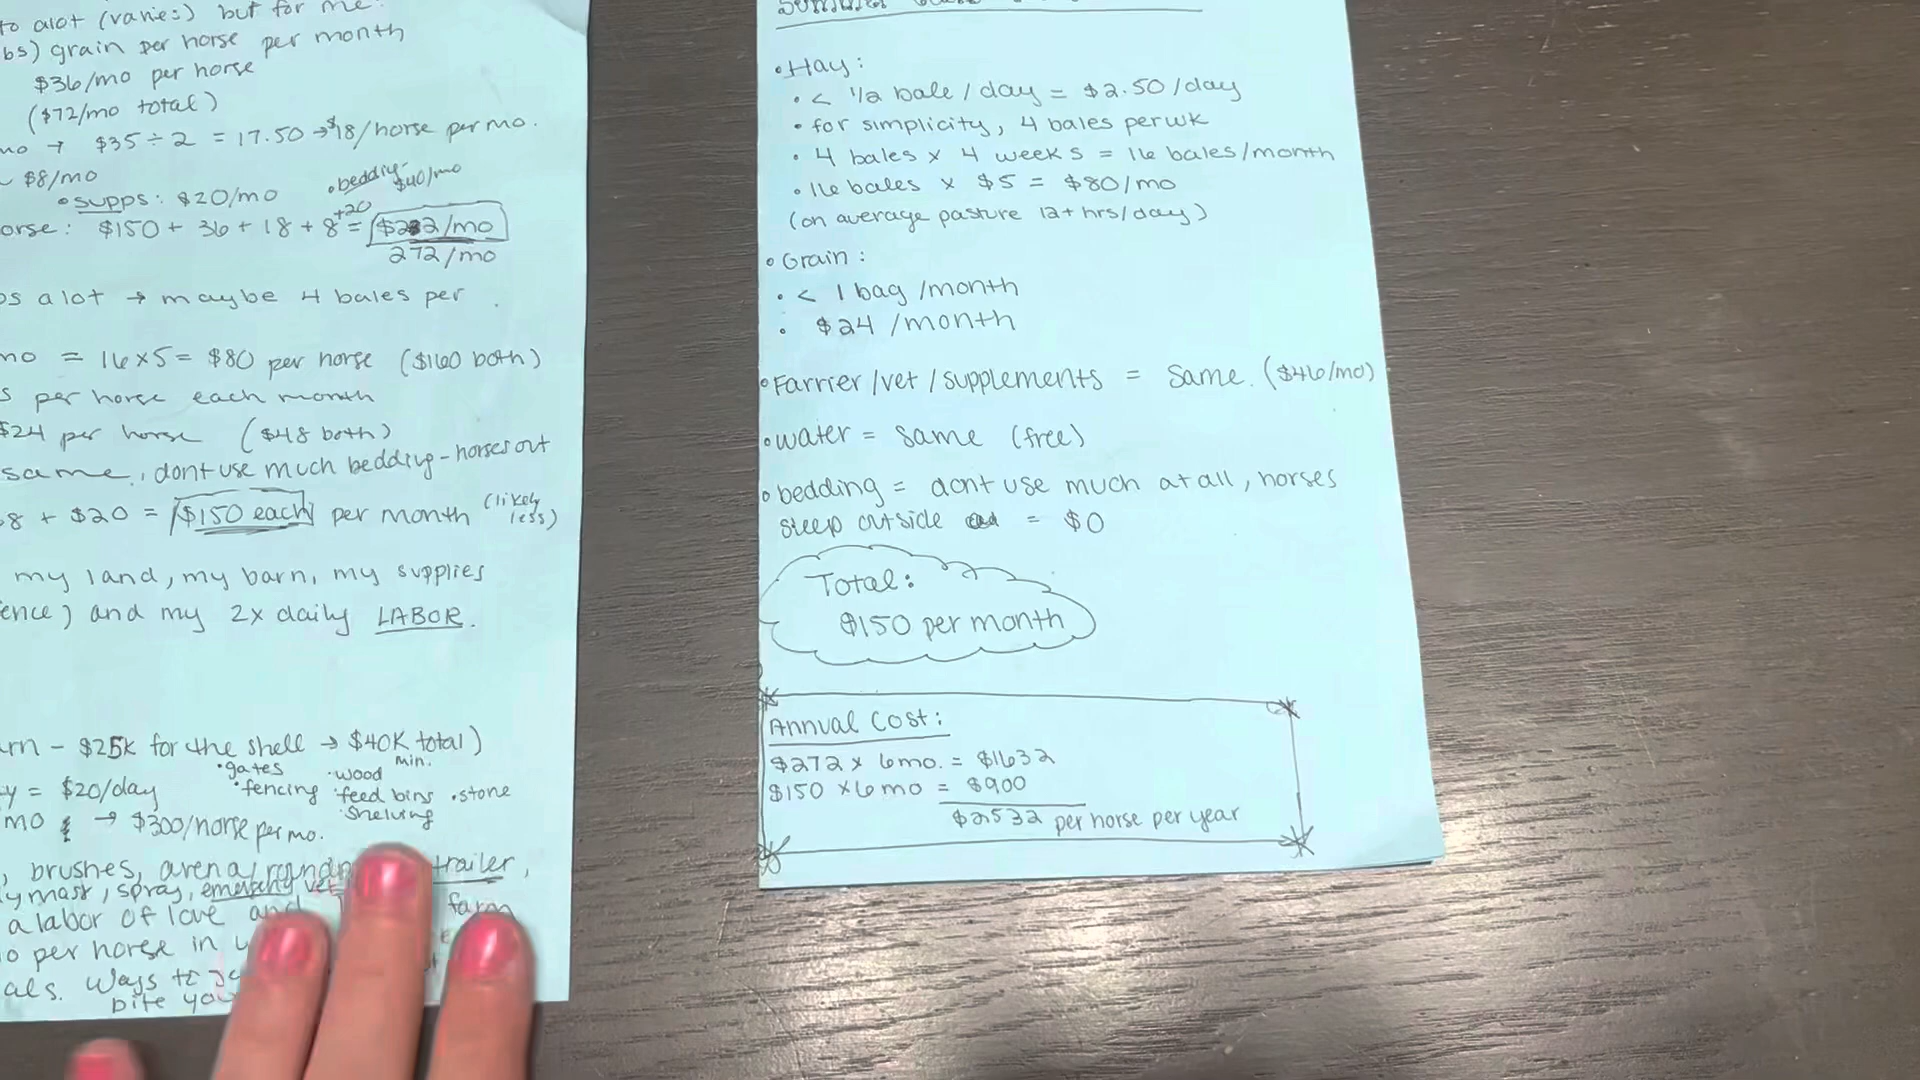 to alot (varies) but for me:
bs) grain per horse per month
$36/mo per horse
($72/mo total)
mo → $35 ÷ 2 = 17.50 → $18/horse per mo.
~ $8/mo
• supps: $20/mo
• bedding- $40/mo
orse: $150 + 36 + 18 + 8 +20 = $232/mo
272/mo
os alot → maybe 4 bales per
mo = 16 x 5 = $80 per horse ($160 both)
s per horse each month
$24 per horse ($48 both)
same, dont use much bedding - horses out
8 + $20 = $150 each per month (likely less)
my land, my barn, my supplies
ence) and my 2x daily LABOR.
arn - $25K for the shell → $40K total)
min.
• gates • wood
y = $20/day • fencing feed bins • stone
• shelving
mo → $300/horse per mo.
, brushes, arena/ trailer,
y mask, spray, emergency vet
a labor of love and farm
o per horse in
als. Ways to
bite you
• Hay:
• < 1/2 bale / day = $2.50 /day
• for simplicity, 4 bales per wk
• 4 bales x 4 weeks = 16 bales/month
• 16 bales x $5 = $80/mo
(on average pasture 12+ hrs/day)
• Grain:
• < 1 bag /month
• $24 /month
• Farrier/vet/supplements = same. ($46/mo)
• water = same (free)
• bedding = dont use much at all, horses
sleep outside = $0
Total:
$150 per month
Annual Cost:
$272 x 6 mo. = $1632
$150 x 6 mo = $900
$2532 per horse per year